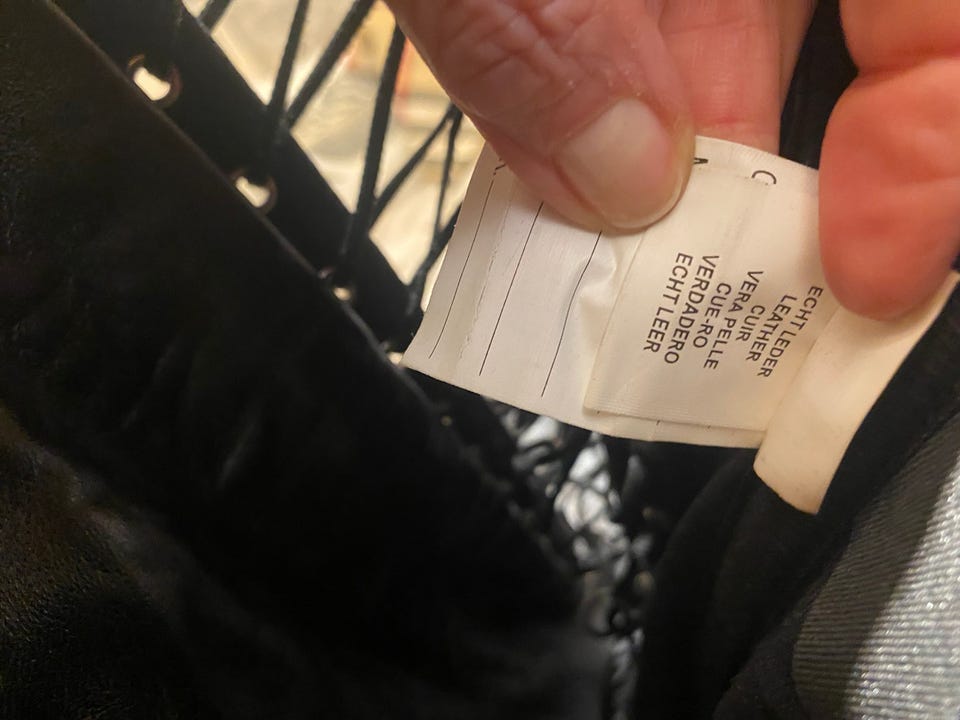 ECHT LEDER
LEATHER
CUIR
VERA PELLE
CUE-RO
VERDADERO
ECHT LEER